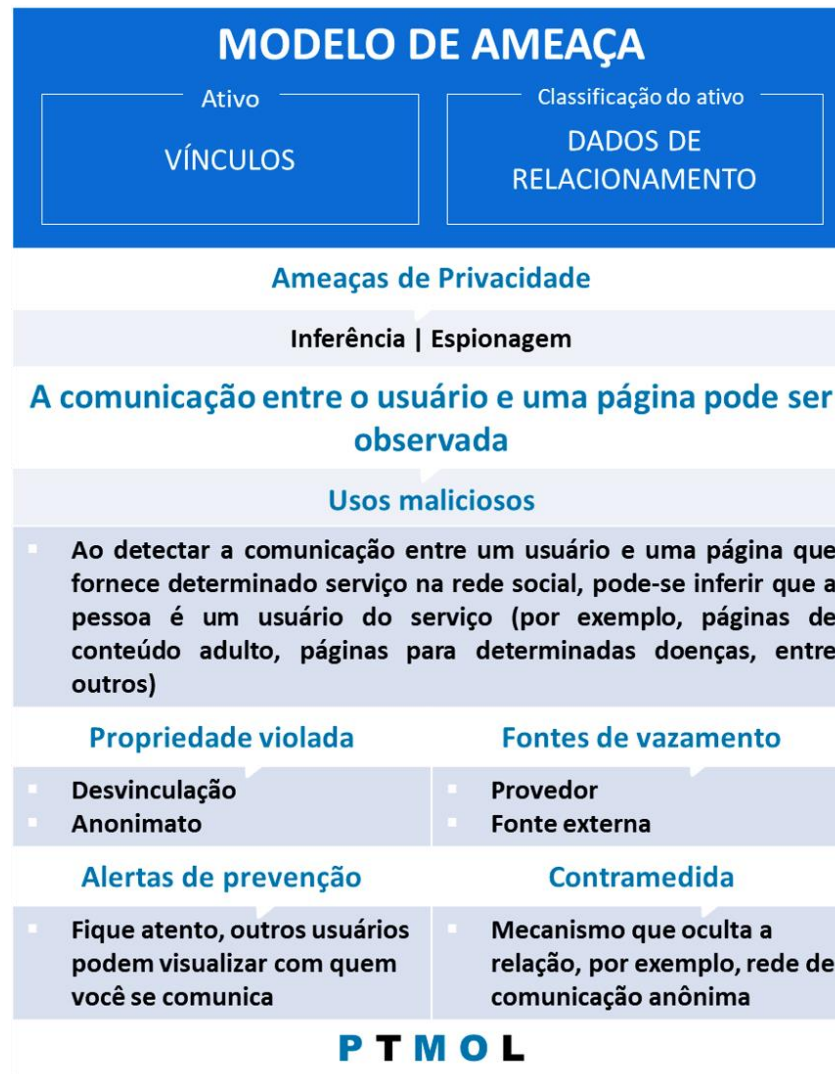 MODELO DE AMEAÇA
Ativo
VÍNCULOS
Classificação do ativo
DADOS DE
RELACIONAMENTO
Ameaças de Privacidade
Inferência | Espionagem
A comunicação entre o usuário e uma página pode ser
observada
Usos maliciosos
Ao detectar a comunicação entre um usuário e uma página que
fornece determinado serviço na rede social, pode-se inferir que a
pessoa é um usuário do serviço (por exemplo, páginas de
conteúdo adulto, páginas para determinadas doenças, entre
outros)
Propriedade violada
Desvinculação
Anonimato
Fontes de vazamento
Provedor
Fonte externa
Alertas de prevenção
Fique atento, outros usuários
podem visualizar com quem
você se comunica
Contramedida
Mecanismo que oculta a
relação, por exemplo, rede de
comunicação anônima
PTMOL